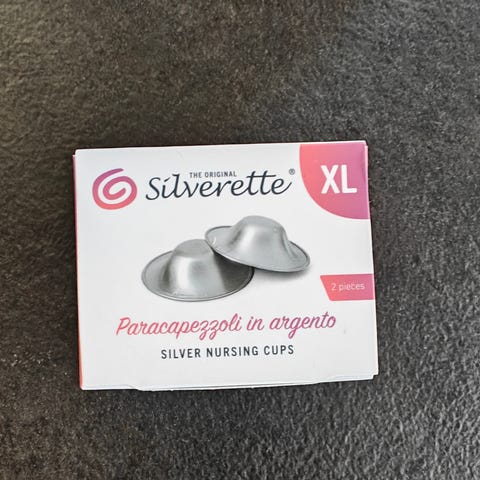 THE ORIGINAL
Silverette®
XL
2 pieces
Paracapezzoli in argento
SILVER NURSING CUPS